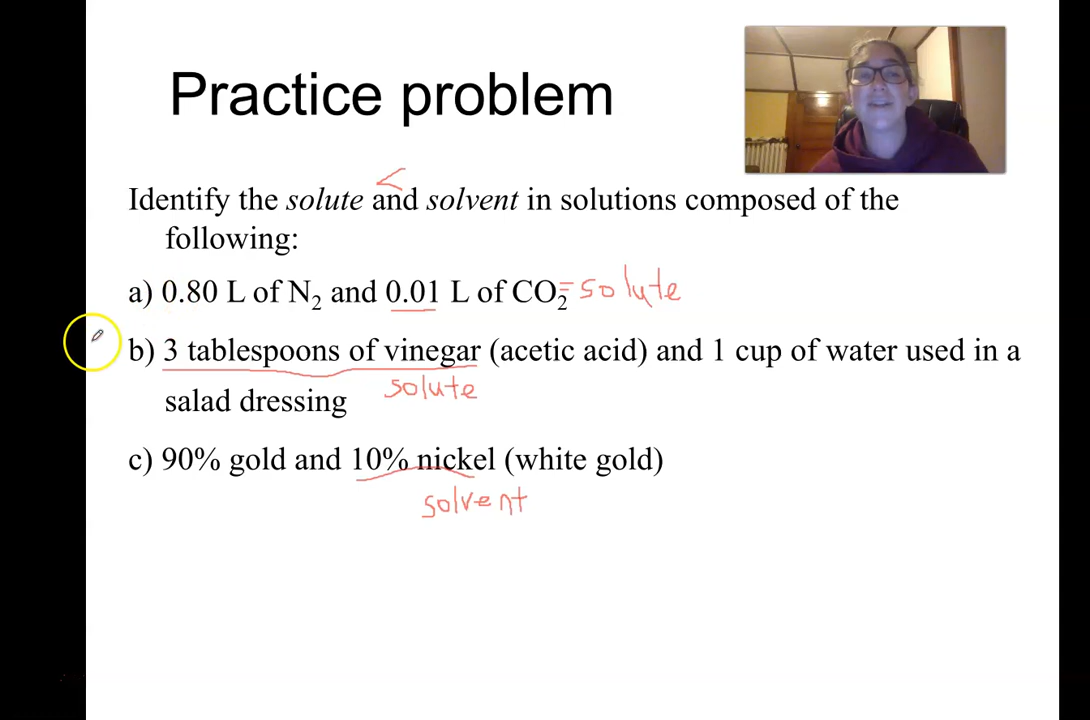 Practice problem
<
Identify the solute and solvent in solutions composed of the
following:
a) 0.80 L of N₂ and 0.01 L of CO₂ = solute
b) 3 tablespoons of vinegar (acetic acid) and 1 cup of water used in a
solute
salad dressing
c) 90% gold and 10% nickel (white gold)
solvent